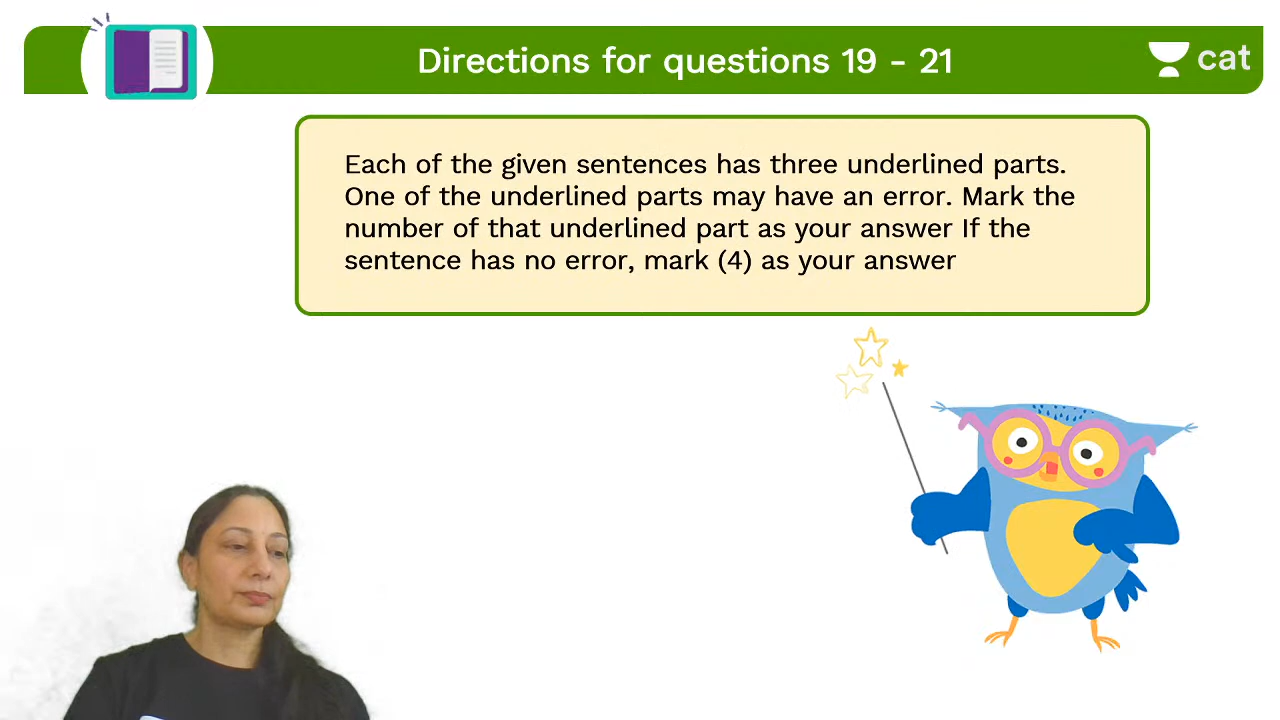 Directions for questions 19 - 21
cat
Each of the given sentences has three underlined parts.
One of the underlined parts may have an error. Mark the
number of that underlined part as your answer If the
sentence has no error, mark (4) as your answer